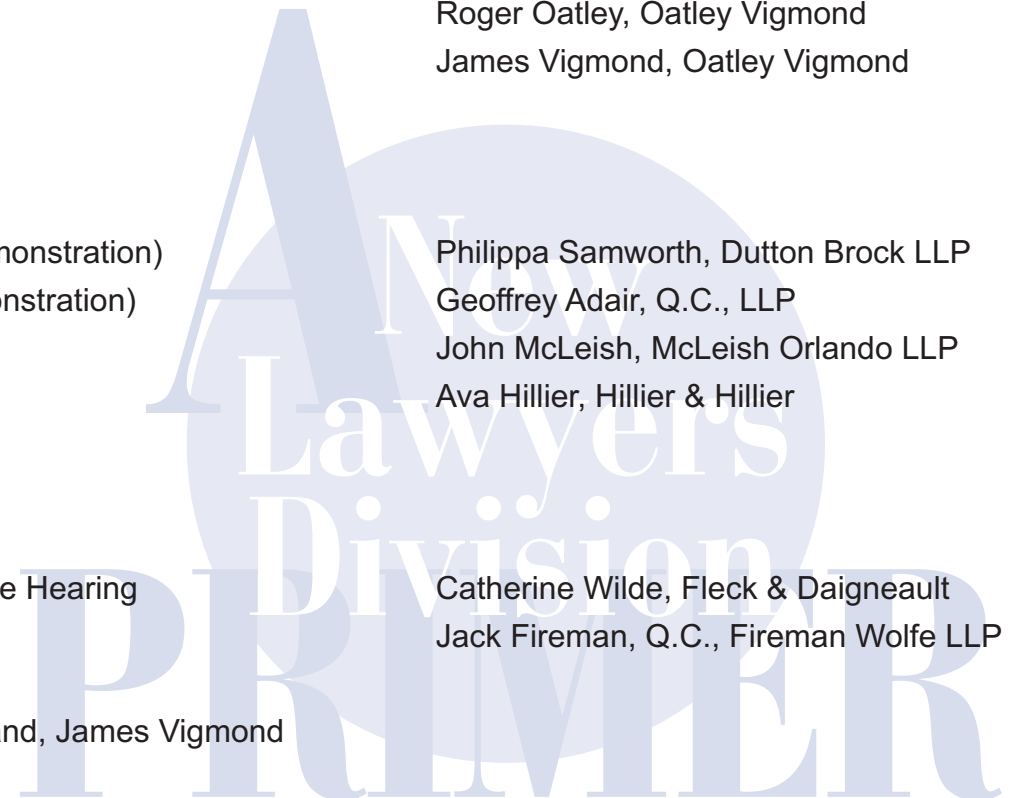 Roger Oatley, Oatley Vigmond
James Vigmond, Oatley Vigmond
monstration) Philippa Samworth, Dutton Brock LLP
onstration) Geoffrey Adair, Q.C., LLP
John McLeish, McLeish Orlando LLP
Ava Hillier, Hillier & Hillier
e Hearing Catherine Wilde, Fleck & Daigneault
Jack Fireman, Q.C., Fireman Wolfe LLP
and, James Vigmond
A
New
Lawyers
Division
PRIMER